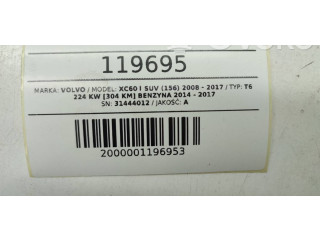 119695
MARKA: VOLVO / MODEL: XC60 I SUV (156) 2008 - 2017 / TYP: T6
224 KW [304 KM] BENZYNA 2014 - 2017
SN: 31444012 / JAKOŚĆ: A
2000001196953